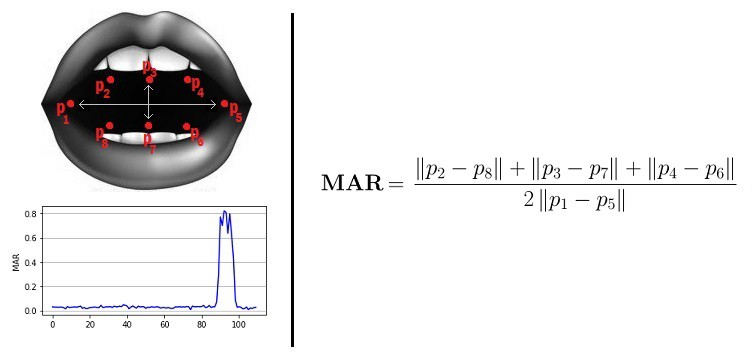 p₃
p₂
p₄
p₁
p₅
p₈
p₇
p₆
MAR
0.8
0.6
0.4
0.2
0.0
0 20 40 60 80 100
MAR = (‖p₂ − p₈‖ + ‖p₃ − p₇‖ + ‖p₄ − p₆‖) / (2 ‖p₁ − p₅‖)